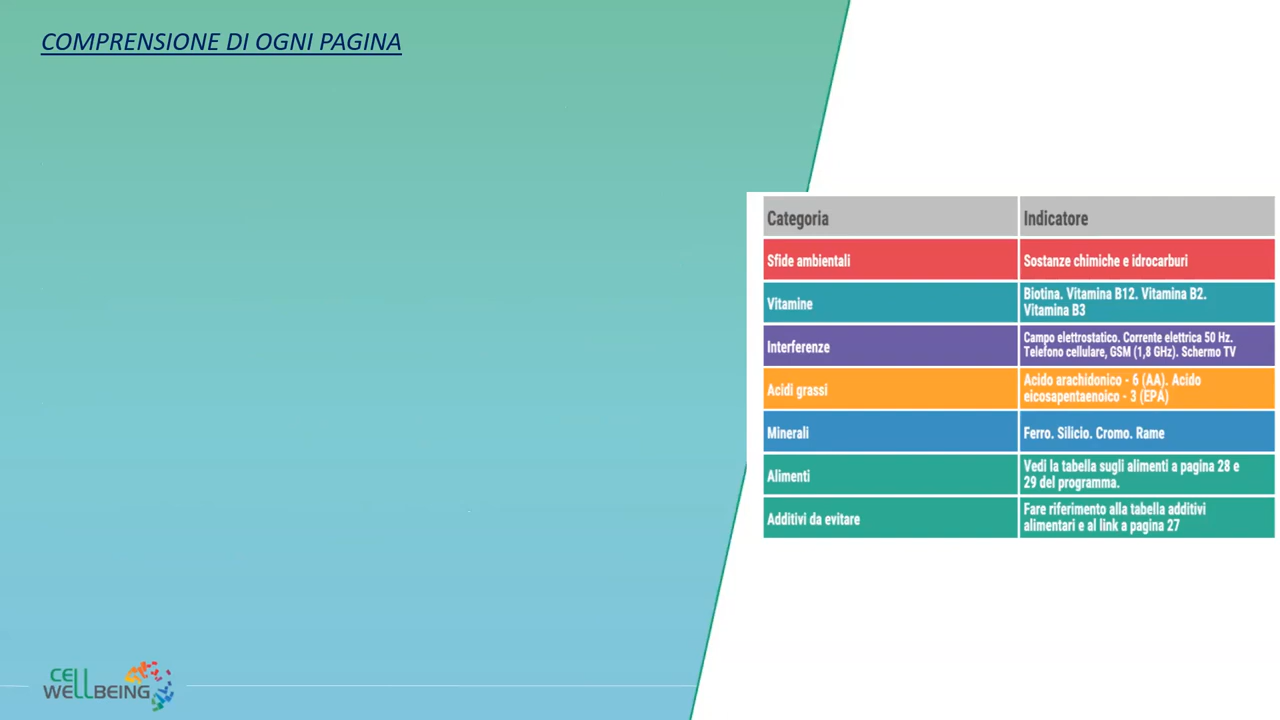 COMPRENSIONE DI OGNI PAGINA
Categoria
Indicatore
Sfide ambientali
Sostanze chimiche e idrocarburi
Vitamine
Biotina. Vitamina B12. Vitamina B2.
Vitamina B3
Interferenze
Campo elettrostatico. Corrente elettrica 50 Hz.
Telefono cellulare, GSM (1,8 GHz). Schermo TV
Acidi grassi
Acido arachidonico - 6 (AA). Acido
eicosapentaenoico - 3 (EPA)
Minerali
Ferro. Silicio. Cromo. Rame
Alimenti
Vedi la tabella sugli alimenti a pagina 28 e
29 del programma.
Additivi da evitare
Fare riferimento alla tabella additivi
alimentari e al link a pagina 27
CELL
WELLBEING